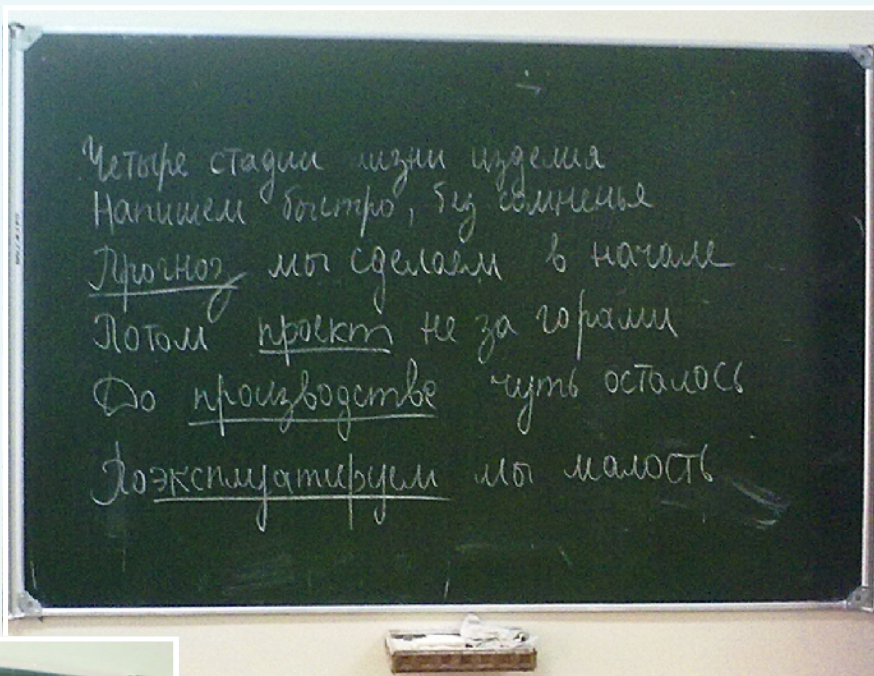 Четыре стадии жизни изделия
Напишем быстро, без сомненья
Прогноз мы сделаем в начале
Потом проект не за горами
До производстве чуть осталось
Поэксплуатируем мы малость